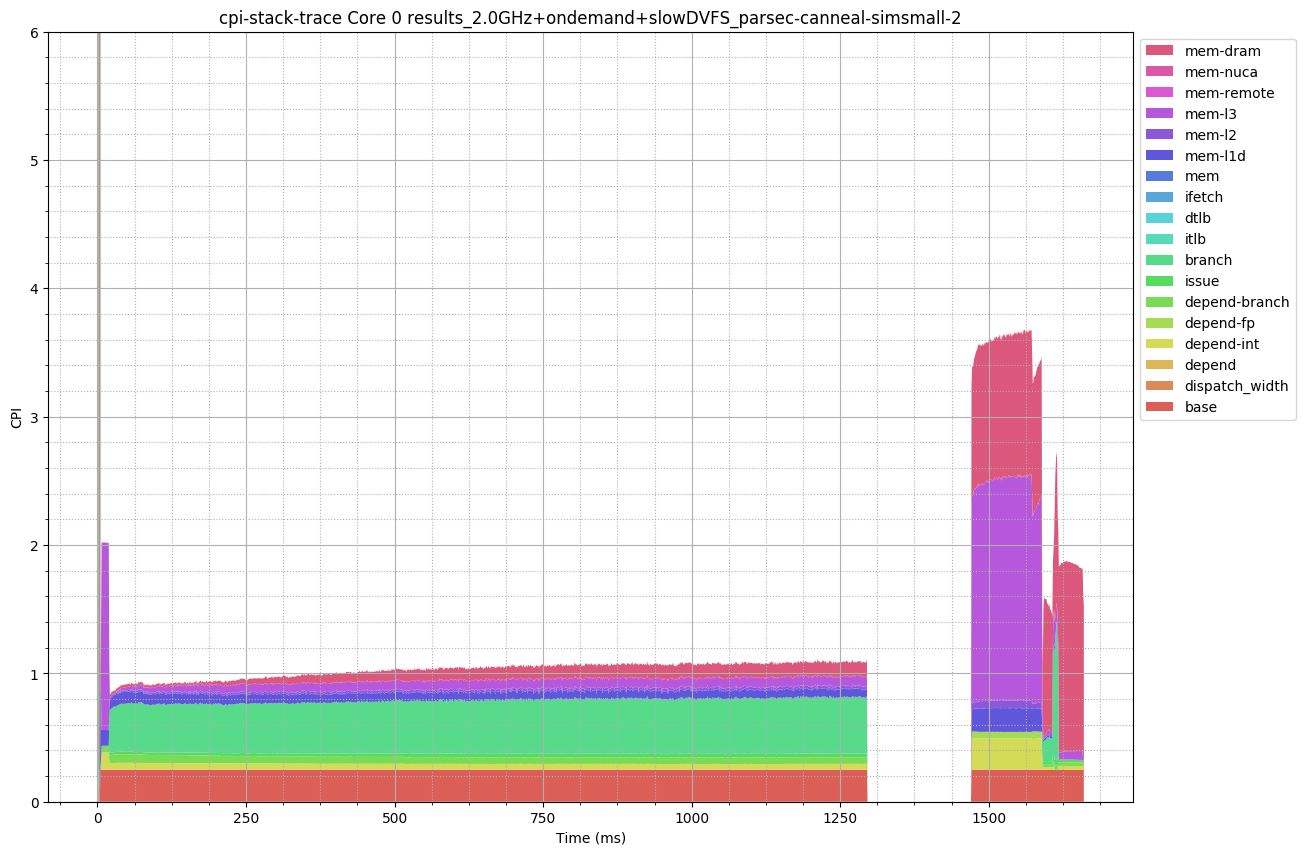 cpi-stack-trace Core 0 results_2.0GHz+ondemand+slowDVFS_parsec-canneal-simsmall-2
6
5
4
3
2
1
0
CPI
0
250
500
750
1000
1250
1500
Time (ms)
mem-dram
mem-nuca
mem-remote
mem-l3
mem-l2
mem-l1d
mem
ifetch
dtlb
itlb
branch
issue
depend-branch
depend-fp
depend-int
depend
dispatch_width
base